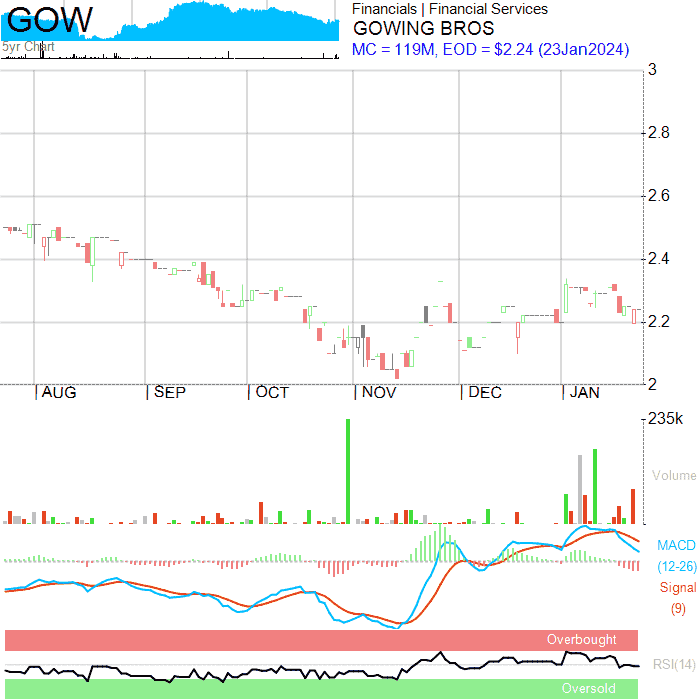 GOW
5yr Chart
Financials | Financial Services
GOWING BROS
MC = 119M, EOD = $2.24 (23Jan2024)
3
2.8
2.6
2.4
2.2
2
AUG
SEP
OCT
NOV
DEC
JAN
235k
Volume
MACD
(12-26)
Signal
(9)
Overbought
RSI(14)
Oversold